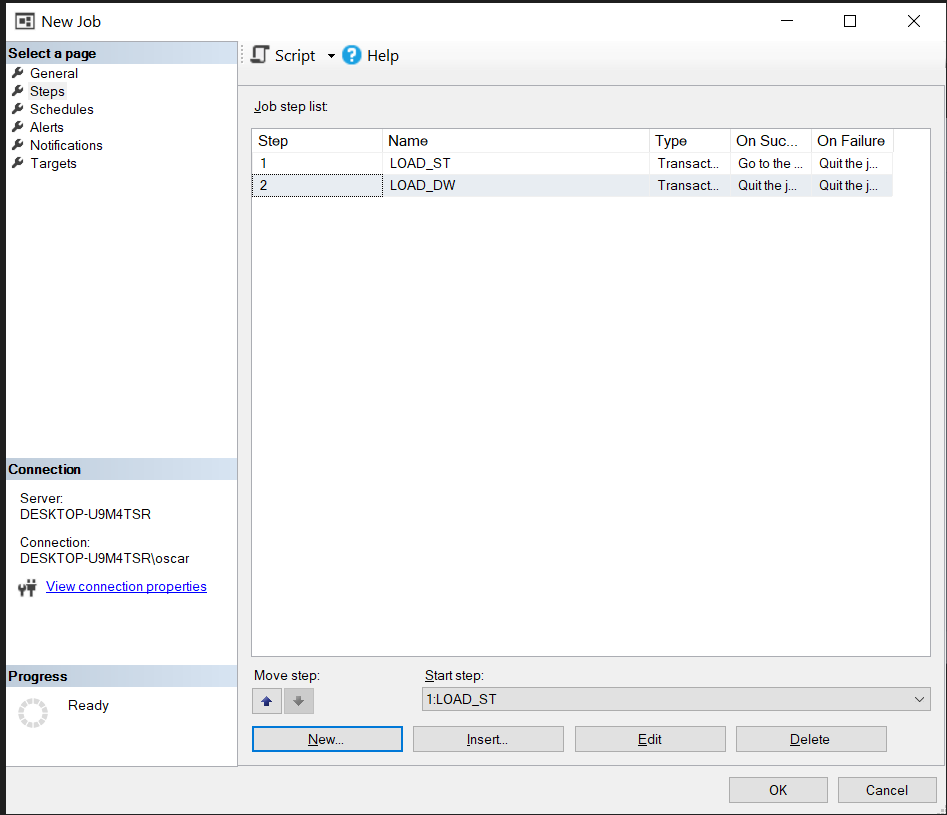 New Job
Select a page
General
Steps
Schedules
Alerts
Notifications
Targets
Connection
Server:
DESKTOP-U9M4TSR
Connection:
DESKTOP-U9M4TSR\oscar
View connection properties
Progress
Ready
Script ? Help
Job step list:
Step Name Type On Suc... On Failure
1 LOAD_ST Transact... Go to the ... Quit the j...
2 LOAD_DW Transact... Quit the j... Quit the j...
Move step:
Start step:
1:LOAD_ST
New... Insert... Edit Delete
OK Cancel